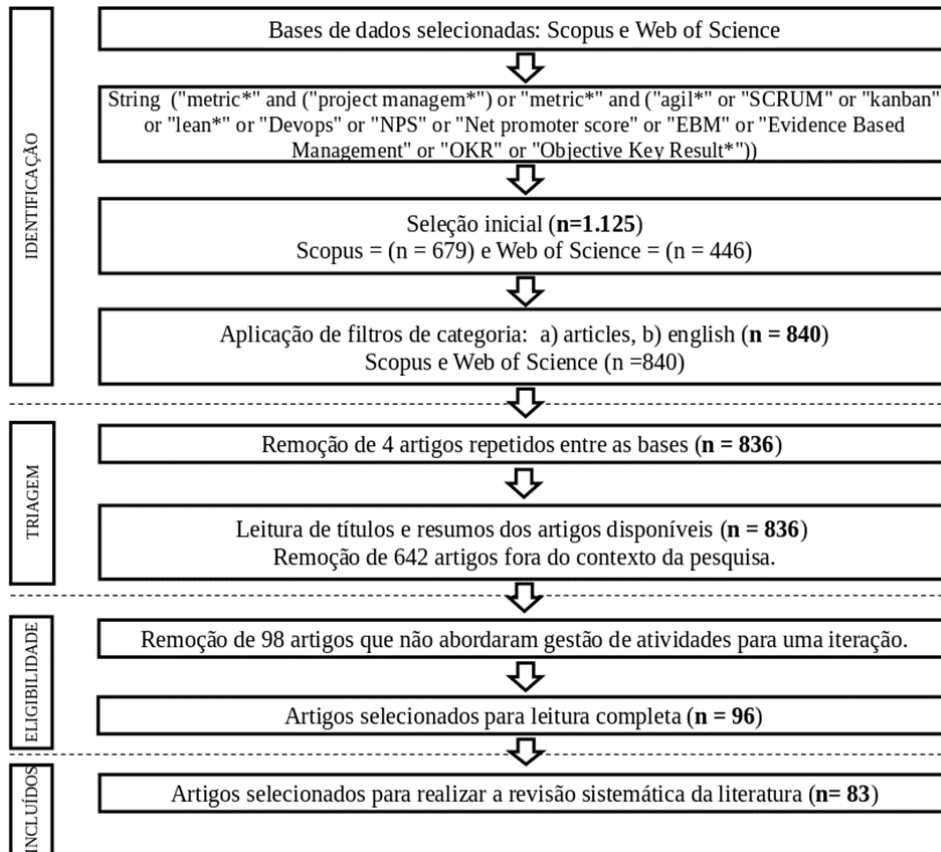 IDENTIFICAÇÃO
Bases de dados selecionadas: Scopus e Web of Science
String ("metric*" and ("project managem*") or "metric*" and ("agil*" or "SCRUM" or "kanban"
or "lean*" or "Devops" or "NPS" or "Net promoter score" or "EBM" or "Evidence Based
Management" or "OKR" or "Objective Key Result*"))
Seleção inicial (n=1.125)
Scopus = (n = 679) e Web of Science = (n = 446)
Aplicação de filtros de categoria: a) articles, b) english (n = 840)
Scopus e Web of Science (n =840)
TRIAGEM
Remoção de 4 artigos repetidos entre as bases (n = 836)
Leitura de títulos e resumos dos artigos disponíveis (n = 836)
Remoção de 642 artigos fora do contexto da pesquisa.
ELIGIBILIDADE
Remoção de 98 artigos que não abordaram gestão de atividades para uma iteração.
Artigos selecionados para leitura completa (n = 96)
INCLUÍDOS
Artigos selecionados para realizar a revisão sistemática da literatura (n= 83)